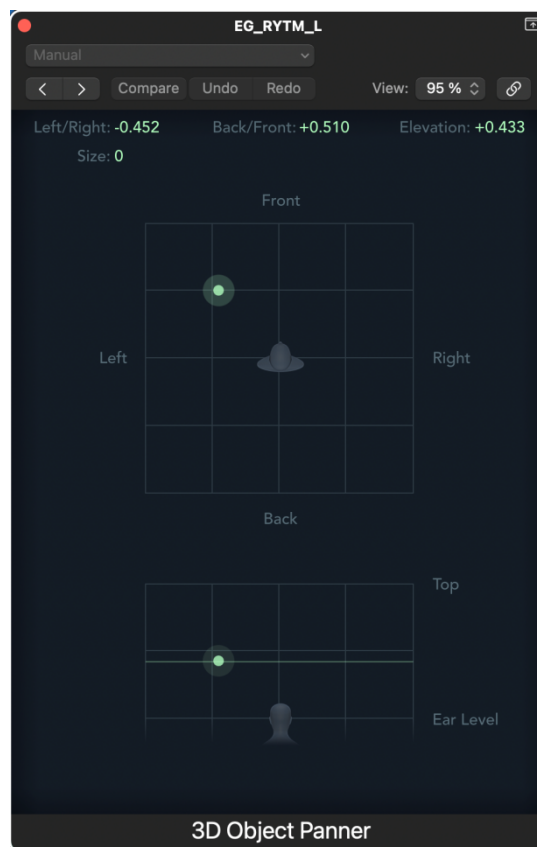 EG_RYTM_L
Manual
Compare Undo Redo View: 95 %
Left/Right: -0.452 Back/Front: +0.510 Elevation: +0.433
Size: 0
Front
Left Right
Back
Top
Ear Level
3D Object Panner